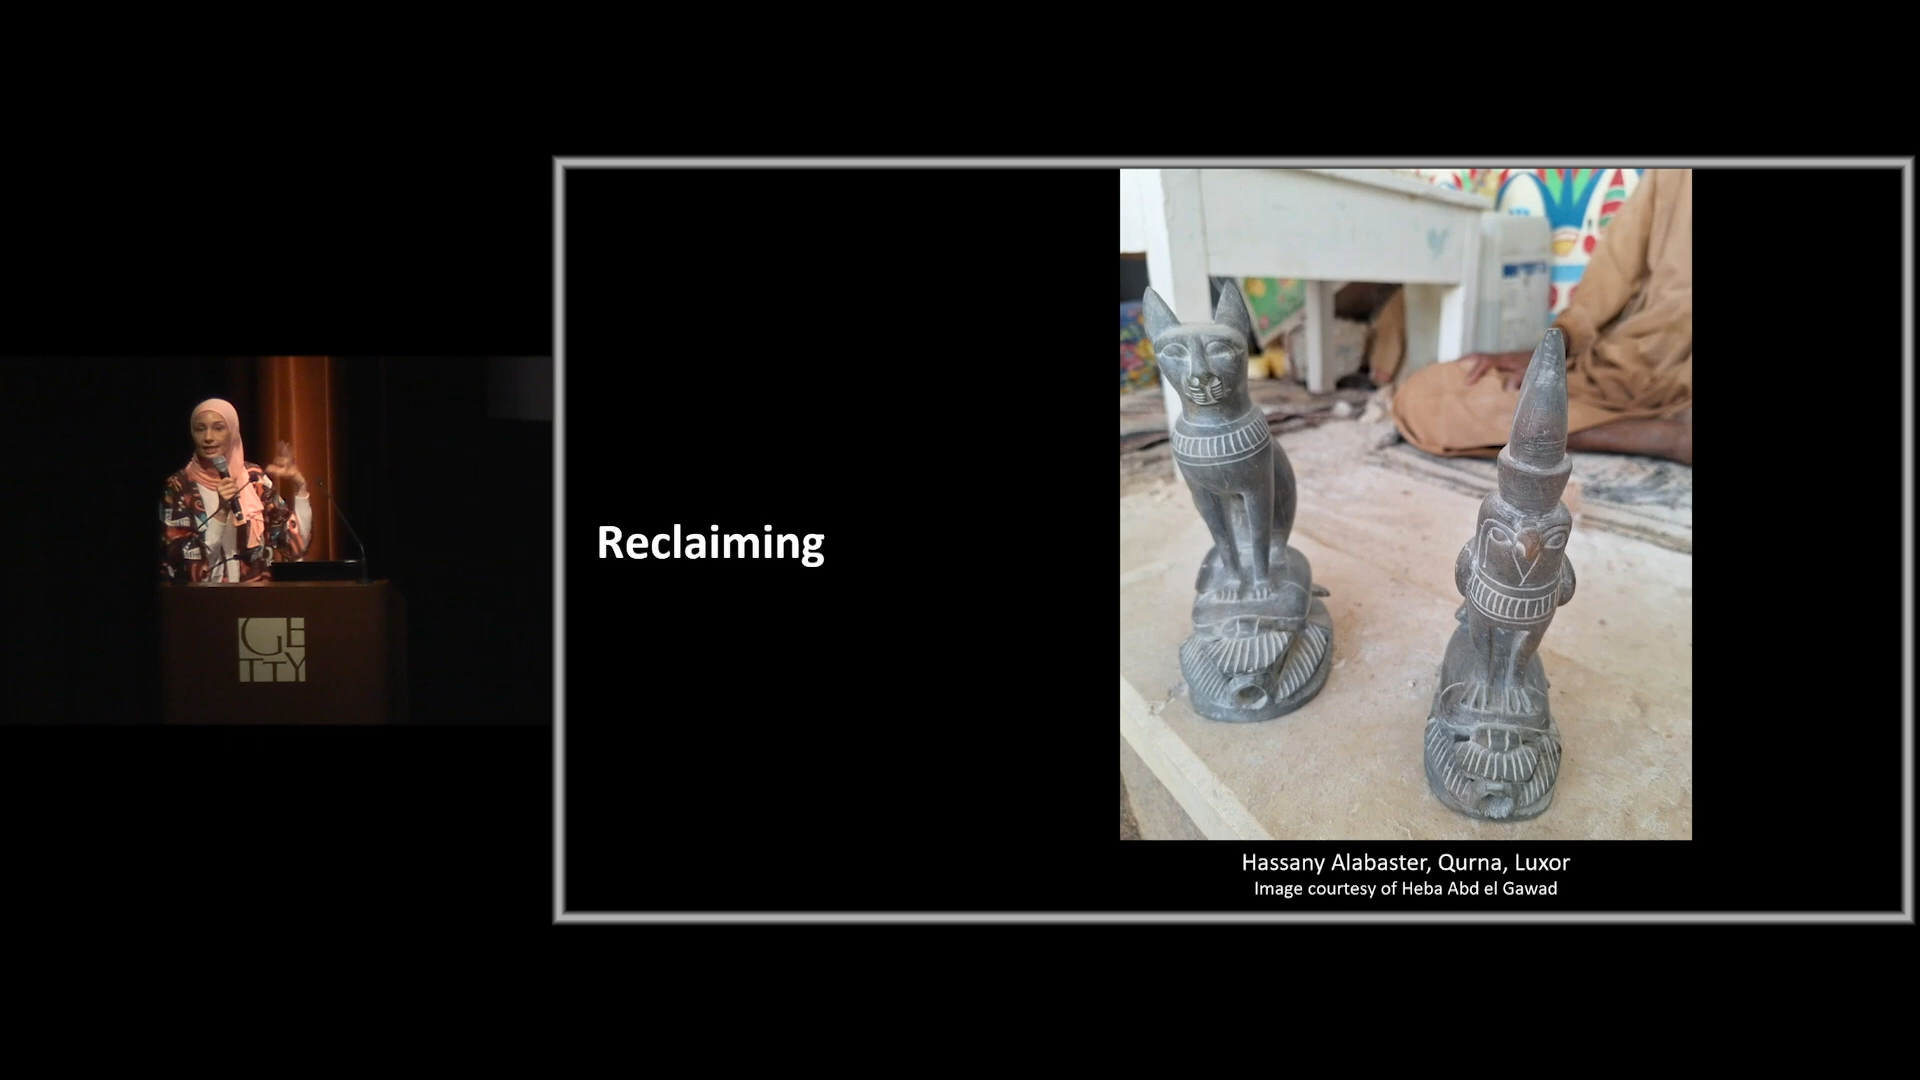 GETTY
Reclaiming
Hassany Alabaster, Qurna, Luxor
Image courtesy of Heba Abd el Gawad